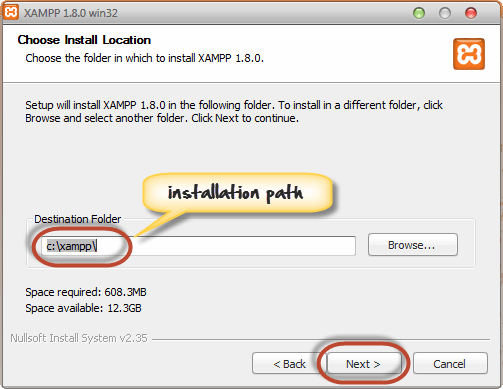 XAMPP 1.8.0 win32
Choose Install Location
Choose the folder in which to install XAMPP 1.8.0.
Setup will install XAMPP 1.8.0 in the following folder. To install in a different folder, click
Browse and select another folder. Click Next to continue.
installation path
Destination Folder
c:\xampp\
Browse...
Space required: 608.3MB
Space available: 12.3GB
Nullsoft Install System v2.35
< Back
Next >
Cancel